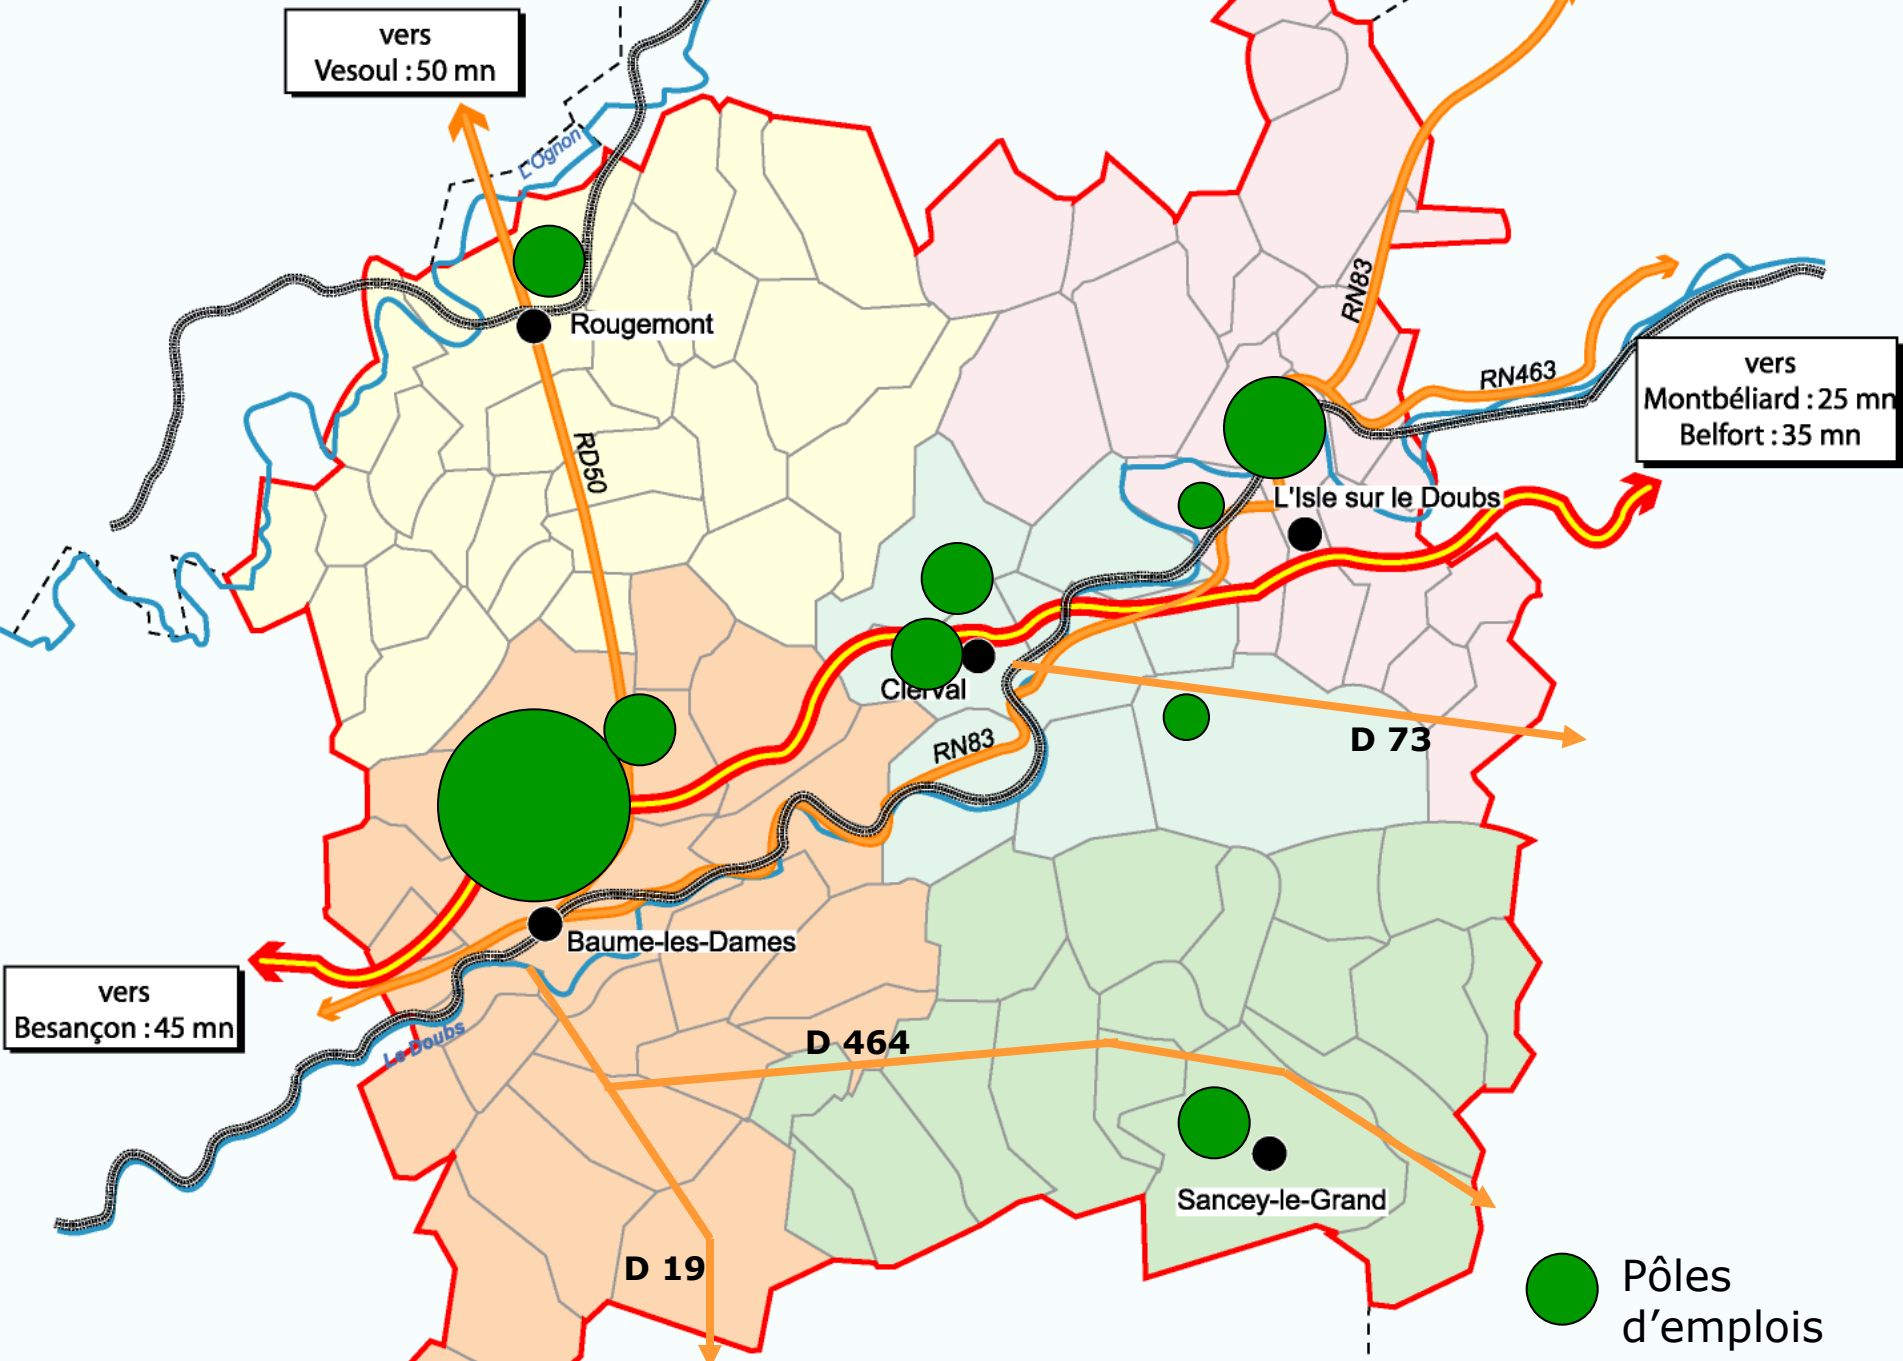 vers
Vesoul : 50 mn
L'Ognon
Rougemont
RN83
RN463
vers
Montbéliard : 25 mn
Belfort : 35 mn
RD50
L'Isle sur le Doubs
Clerval
RN83
D 73
Baume-les-Dames
vers
Besançon : 45 mn
Le Doubs
D 464
Sancey-le-Grand
D 19
Pôles
d'emplois